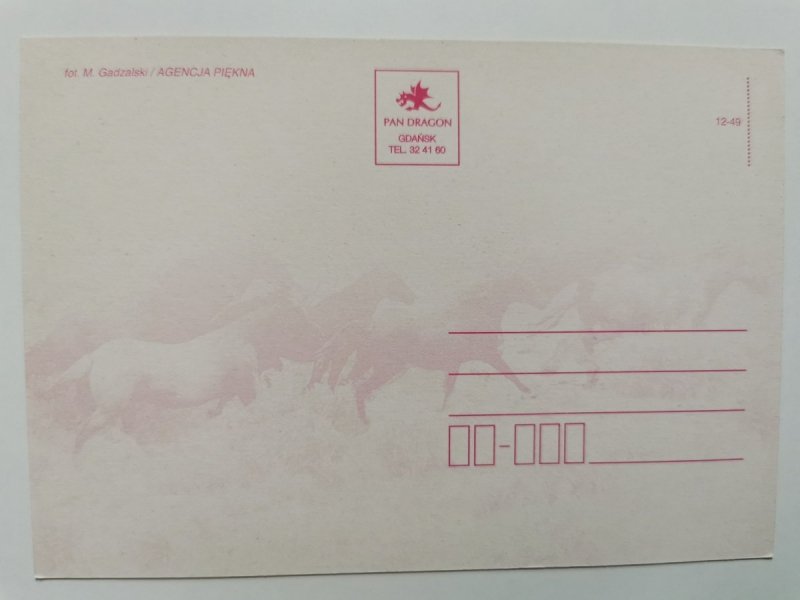 fot. M. Gadzalski / AGENCJA PIĘKNA
PAN DRAGON
GDAŃSK
TEL. 32 41 60
12-49